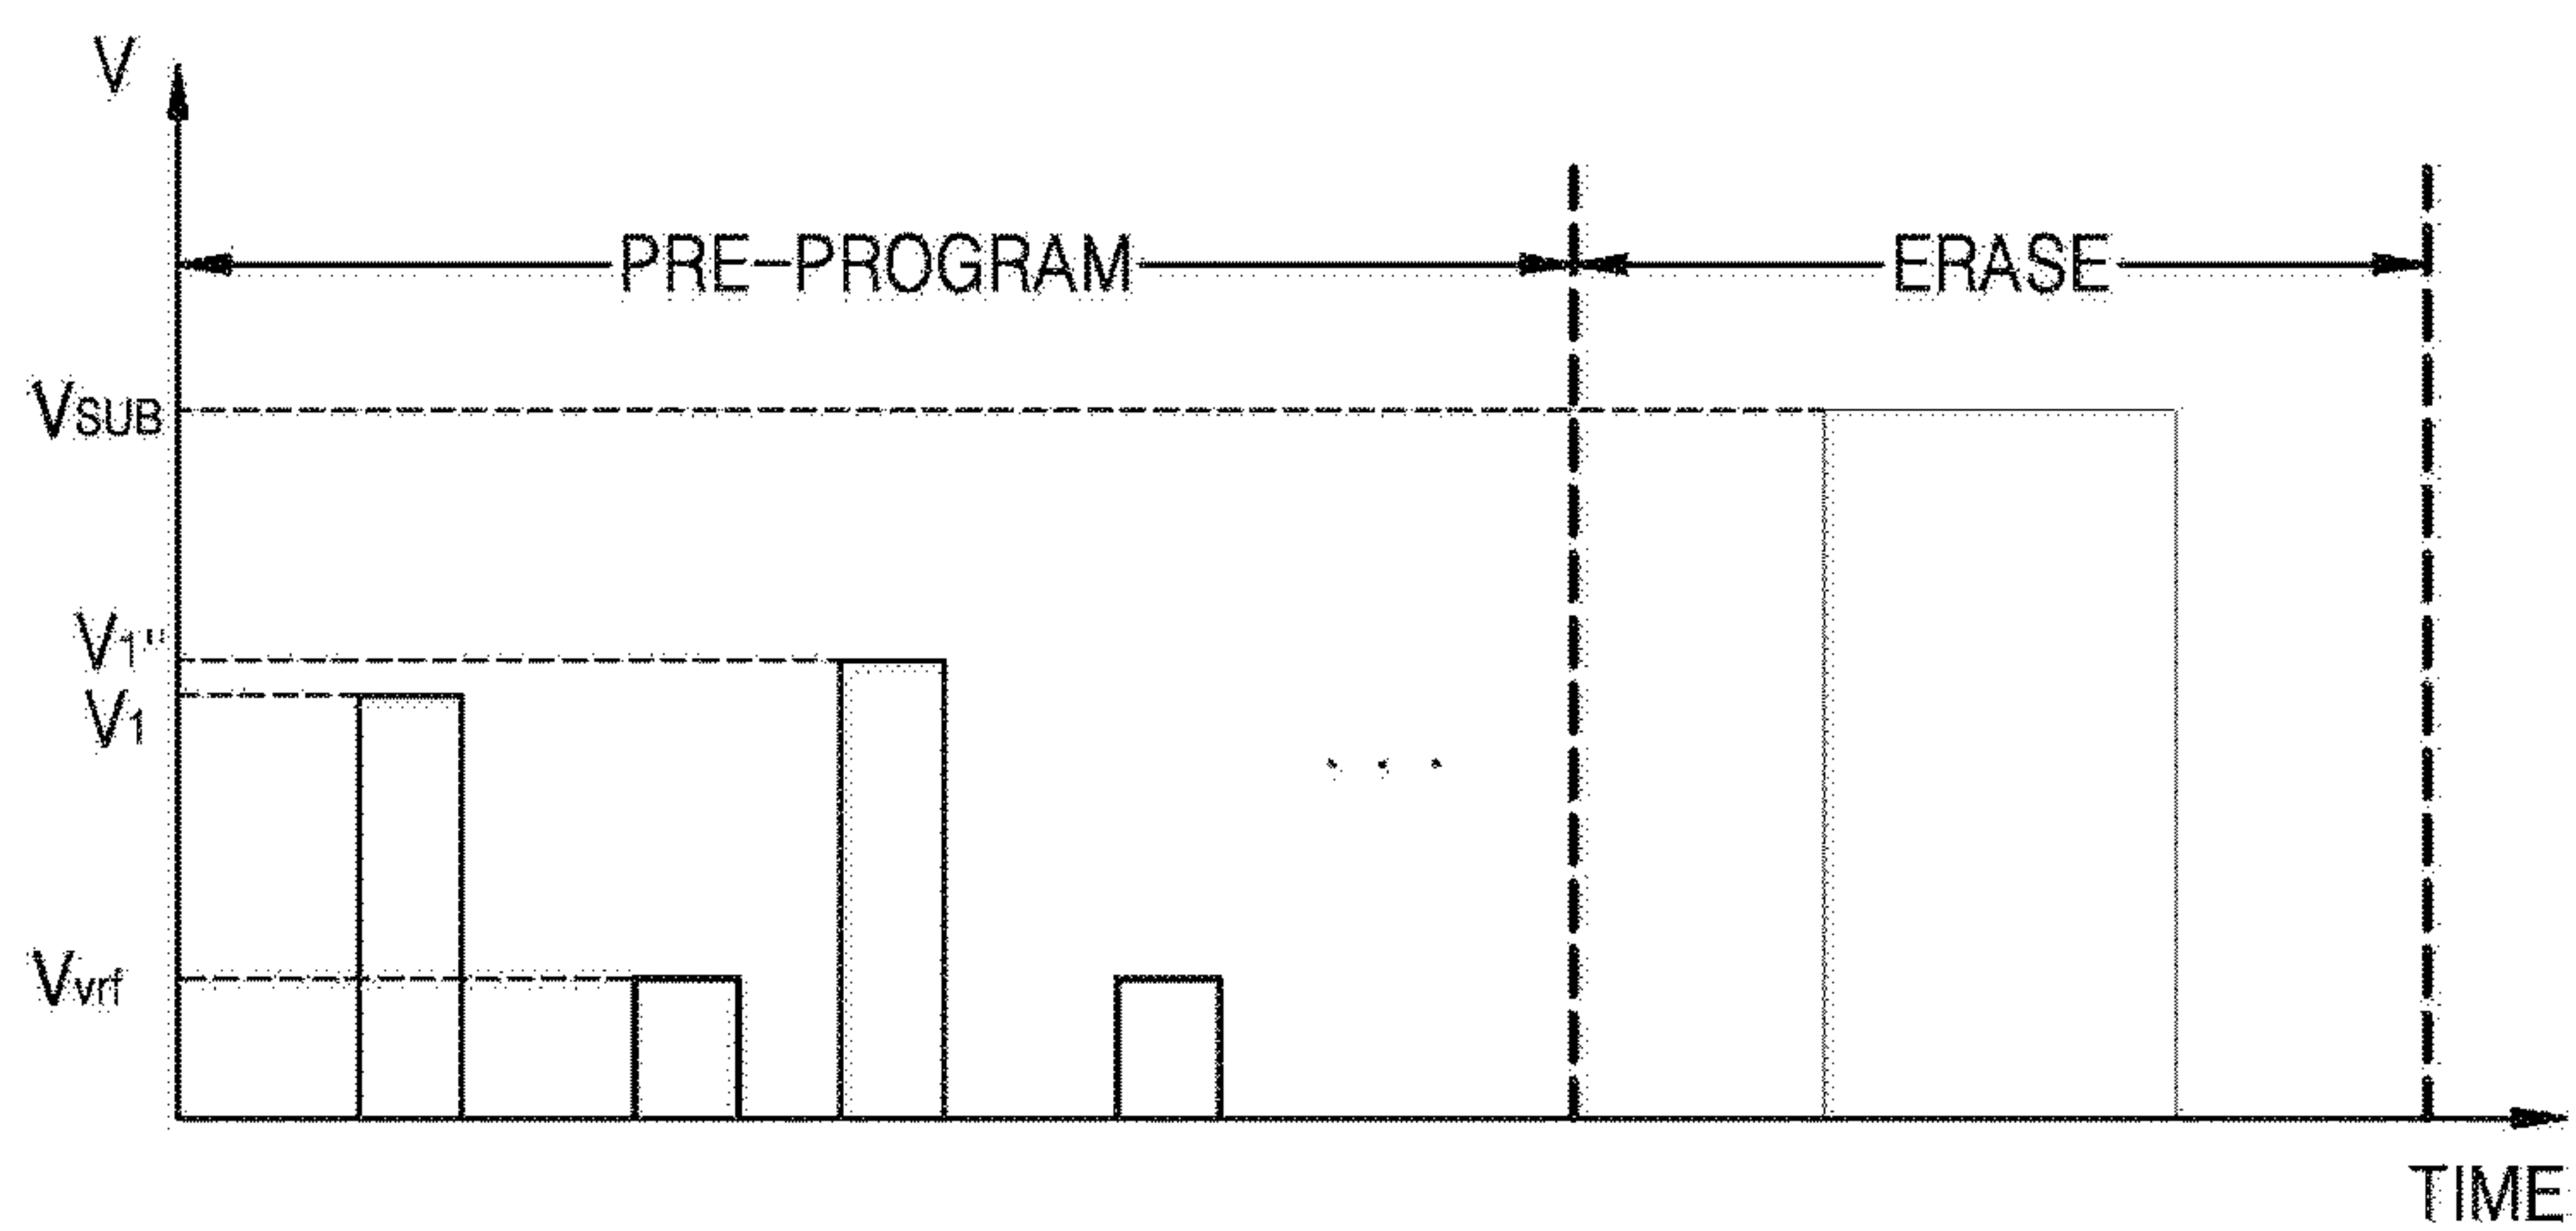 V
PRE-PROGRAM
ERASE
VSUB
V1"
V1
Vvrf
. . .
TIME